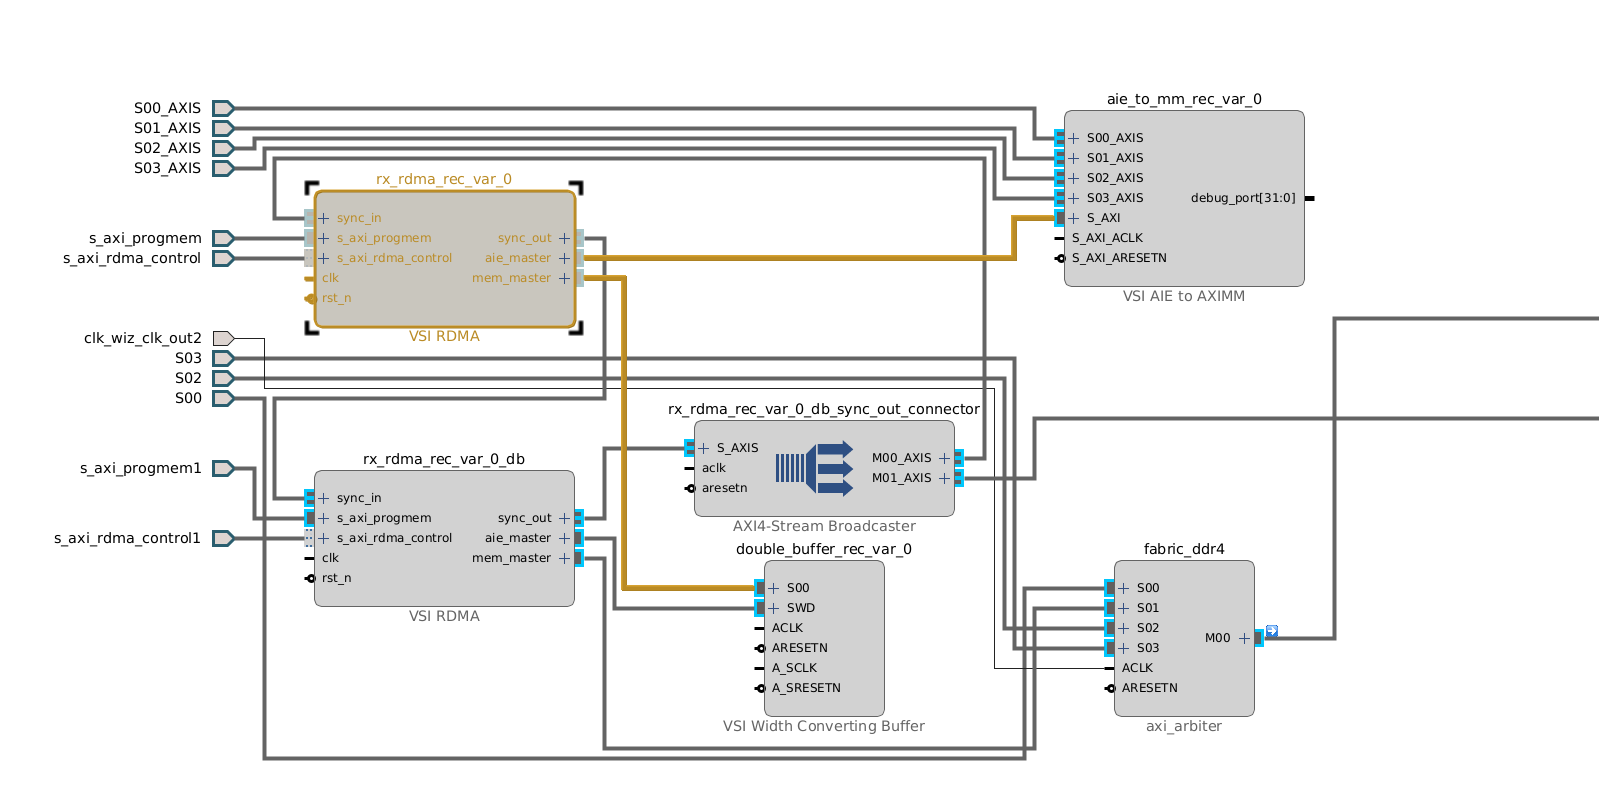 S00_AXIS
S01_AXIS
S02_AXIS
S03_AXIS
s_axi_progmem
s_axi_rdma_control
clk_wiz_clk_out2
S03
S02
S00
s_axi_progmem1
s_axi_rdma_control1
rx_rdma_rec_var_0
sync_in
s_axi_progmem
s_axi_rdma_control
clk
rst_n
sync_out
aie_master
mem_master
VSI RDMA
rx_rdma_rec_var_0_db
sync_in
s_axi_progmem
s_axi_rdma_control
clk
rst_n
sync_out
aie_master
mem_master
VSI RDMA
rx_rdma_rec_var_0_db_sync_out_connector
S_AXIS
aclk
aresetn
M00_AXIS
M01_AXIS
AXI4-Stream Broadcaster
double_buffer_rec_var_0
S00
SWD
ACLK
ARESETN
A_SCLK
A_SRESETN
VSI Width Converting Buffer
aie_to_mm_rec_var_0
S00_AXIS
S01_AXIS
S02_AXIS
S03_AXIS
S_AXI
S_AXI_ACLK
S_AXI_ARESETN
debug_port[31:0]
VSI AIE to AXIMM
fabric_ddr4
S00
S01
S02
S03
ACLK
ARESETN
M00
axi_arbiter